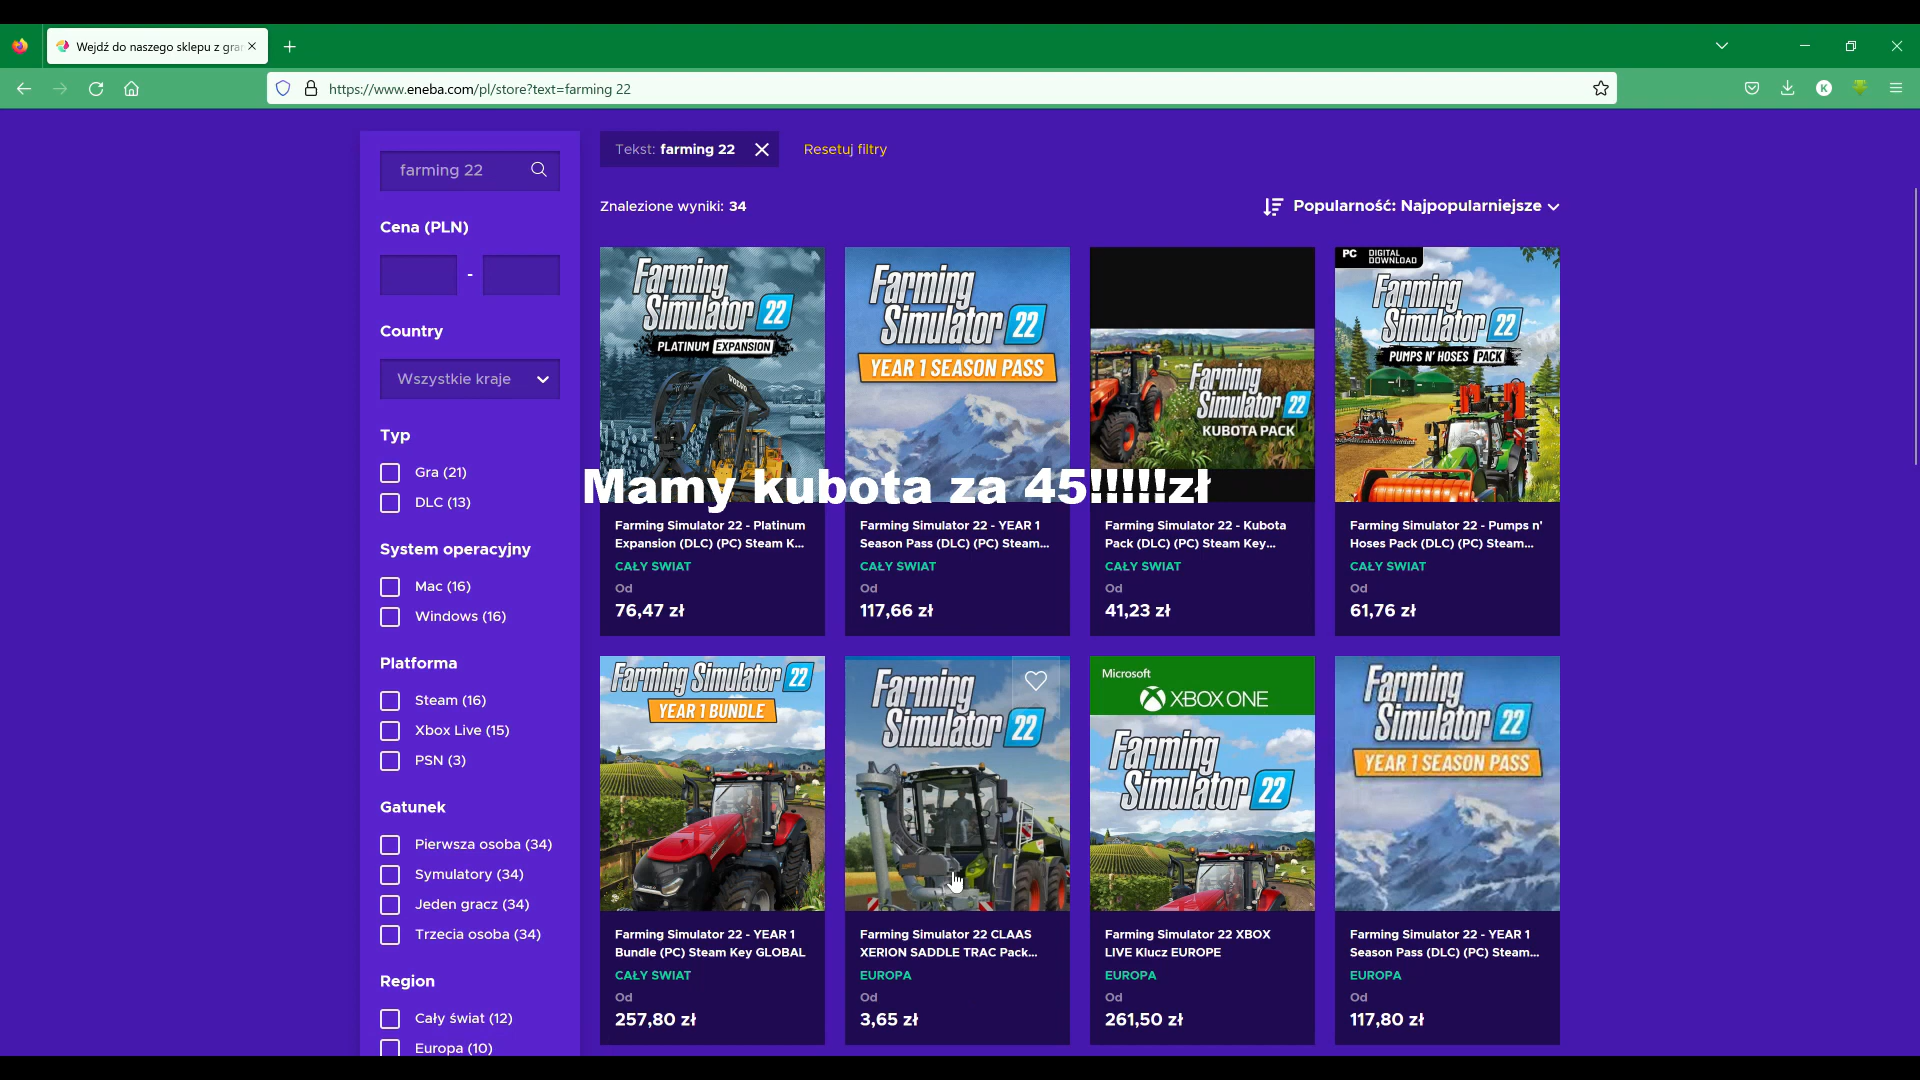 Wejdź do naszego sklepu z gra
https://www.eneba.com/pl/store?text=farming 22
K
farming 22
Cena (PLN)
-
Country
Wszystkie kraje
Typ
Gra (21)
DLC (13)
System operacyjny
Mac (16)
Windows (16)
Platforma
Steam (16)
Xbox Live (15)
PSN (3)
Gatunek
Pierwsza osoba (34)
Symulatory (34)
Jeden gracz (34)
Trzecia osoba (34)
Region
Cały świat (12)
Europa (10)
Tekst: farming 22
Resetuj filtry
Znalezione wyniki: 34
Popularność: Najpopularniejsze
Farming
Simulator 22
PLATINUM EXPANSION
VOLVO
Farming
Simulator 22
YEAR 1 SEASON PASS
Farming
Simulator 22
KUBOTA PACK
PC DIGITAL
DOWNLOAD
Farming
Simulator 22
PUMPS N' HOSES PACK
Mamy kubota za 45!!!!!zł
Farming Simulator 22 - Platinum
Expansion (DLC) (PC) Steam K...
CAŁY ŚWIAT
Od
76,47 zł
Farming Simulator 22 - YEAR 1
Season Pass (DLC) (PC) Steam...
CAŁY ŚWIAT
Od
117,66 zł
Farming Simulator 22 - Kubota
Pack (DLC) (PC) Steam Key...
CAŁY ŚWIAT
Od
41,23 zł
Farming Simulator 22 - Pumps n'
Hoses Pack (DLC) (PC) Steam...
CAŁY ŚWIAT
Od
61,76 zł
Farming Simulator 22
YEAR 1 BUNDLE
Farming
Simulator 22
Microsoft
XBOX ONE
Farming
Simulator 22
Farming
Simulator 22
YEAR 1 SEASON PASS
Farming Simulator 22 - YEAR 1
Bundle (PC) Steam Key GLOBAL
CAŁY ŚWIAT
Od
257,80 zł
Farming Simulator 22 CLAAS
XERION SADDLE TRAC Pack...
EUROPA
Od
3,65 zł
Farming Simulator 22 XBOX
LIVE Klucz EUROPE
EUROPA
Od
261,50 zł
Farming Simulator 22 - YEAR 1
Season Pass (DLC) (PC) Steam...
EUROPA
Od
117,80 zł